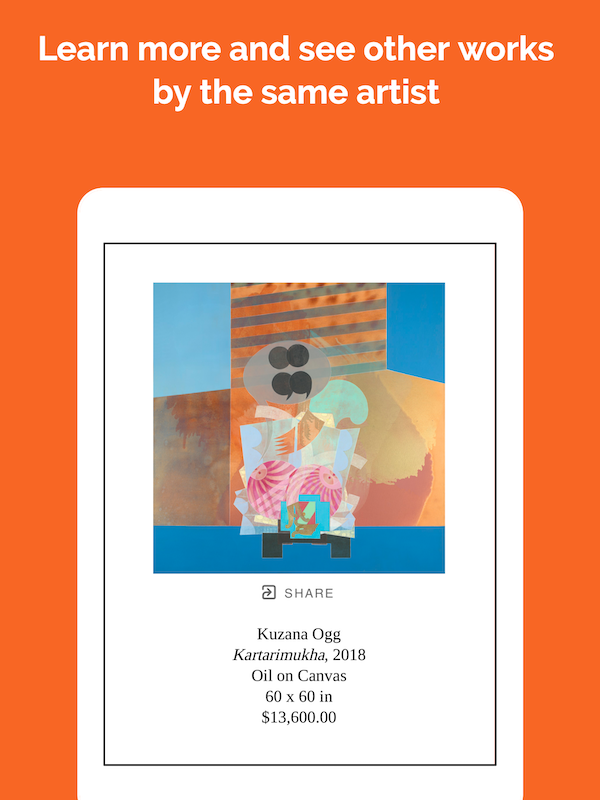 Learn more and see other works
by the same artist
SHARE
Kuzana Ogg
Kartarimukha, 2018
Oil on Canvas
60 x 60 in
$13,600.00